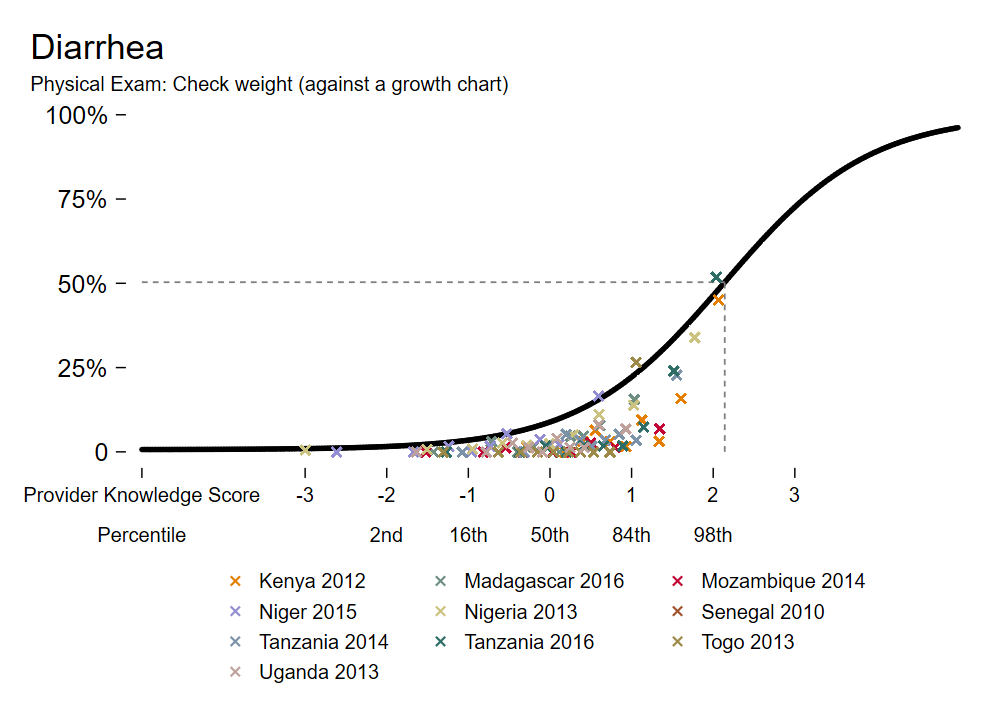 Diarrhea
Physical Exam: Check weight (against a growth chart)
100%
75%
50%
25%
0
Provider Knowledge Score -3 -2 -1 0 1 2 3
Percentile 2nd 16th 50th 84th 98th
Kenya 2012 Madagascar 2016 Mozambique 2014
Niger 2015 Nigeria 2013 Senegal 2010
Tanzania 2014 Tanzania 2016 Togo 2013
Uganda 2013